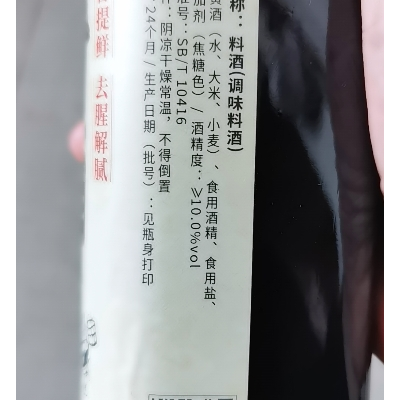 称：料酒(调味料酒)
黄酒（水、大米、小麦）、食用酒精、食用盐、
加剂（焦糖色）/ 酒精度：≥10.0%vol
准号：SB/T 10416
件：阴凉干燥常温，不得倒置
24个月/生产日期（批号）：见瓶身打印
提鲜 去腥解腻